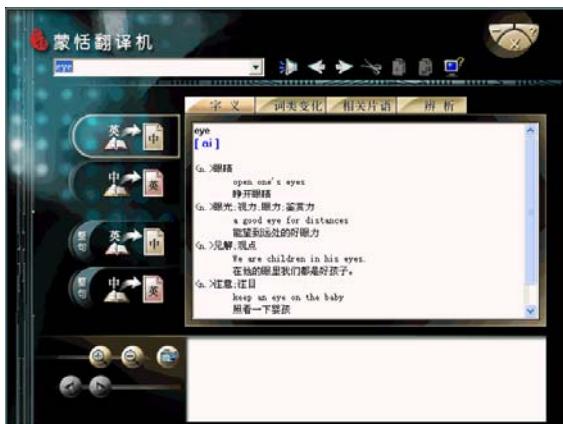 蒙恬翻译机
eye
字 义
词类变化
相关片语
辨 析
英 中
中 英
整句 英 中
整句 中 英
eye
[ ai ]
(n.)眼睛
open one's eyes
睁开眼睛
(n.)眼光;视力,眼力;鉴赏力
a good eye for distances
能望到远处的好眼力
(n.)见解,观点
We are children in his eyes.
在他的眼里我们都是好孩子。
(n.)注意;注目
keep an eye on the baby
照看一下婴孩